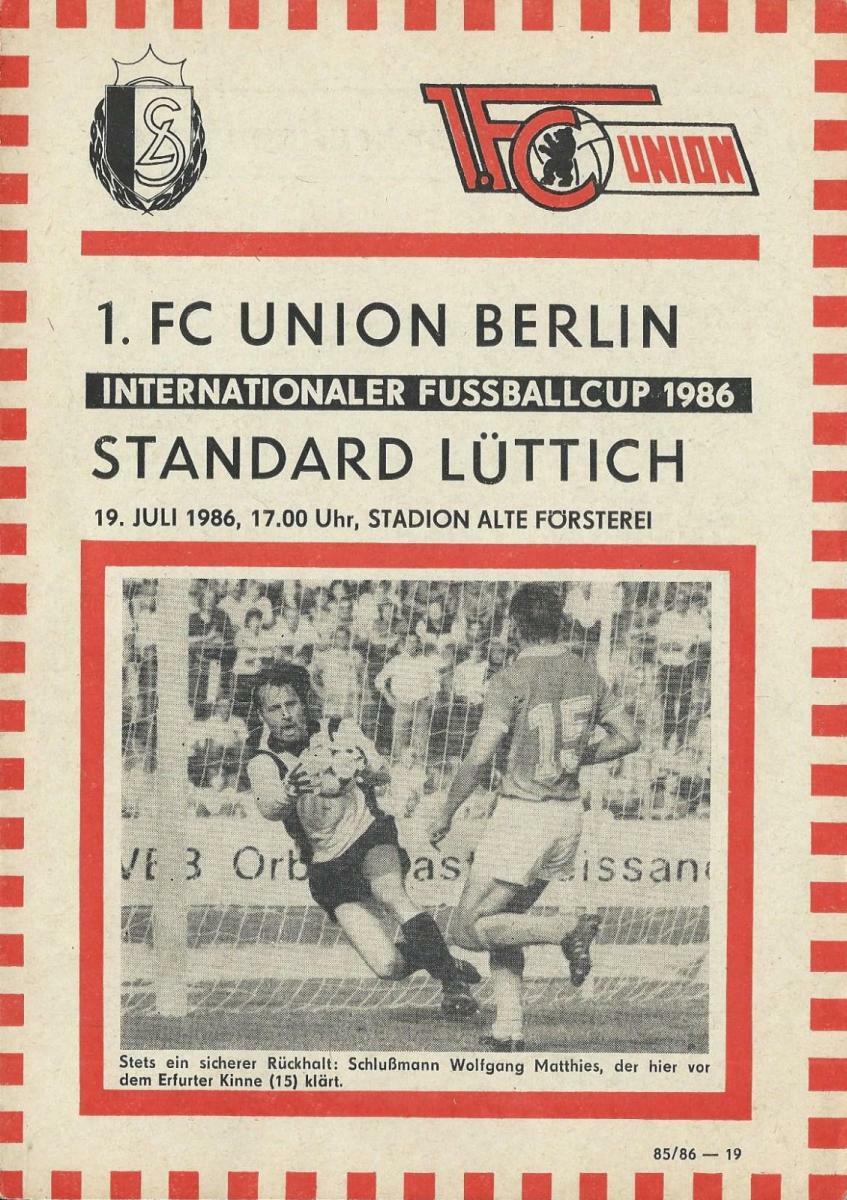 1.FC UNION
1. FC UNION BERLIN
INTERNATIONALER FUSSBALLCUP 1986
STANDARD LÜTTICH
19. JULI 1986, 17.00 Uhr, STADION ALTE FÖRSTEREI
15
VEB Orb
Stets ein sicherer Rückhalt: Schlußmann Wolfgang Matthies, der hier vor
dem Erfurter Kinne (15) klärt.
85/86 — 19